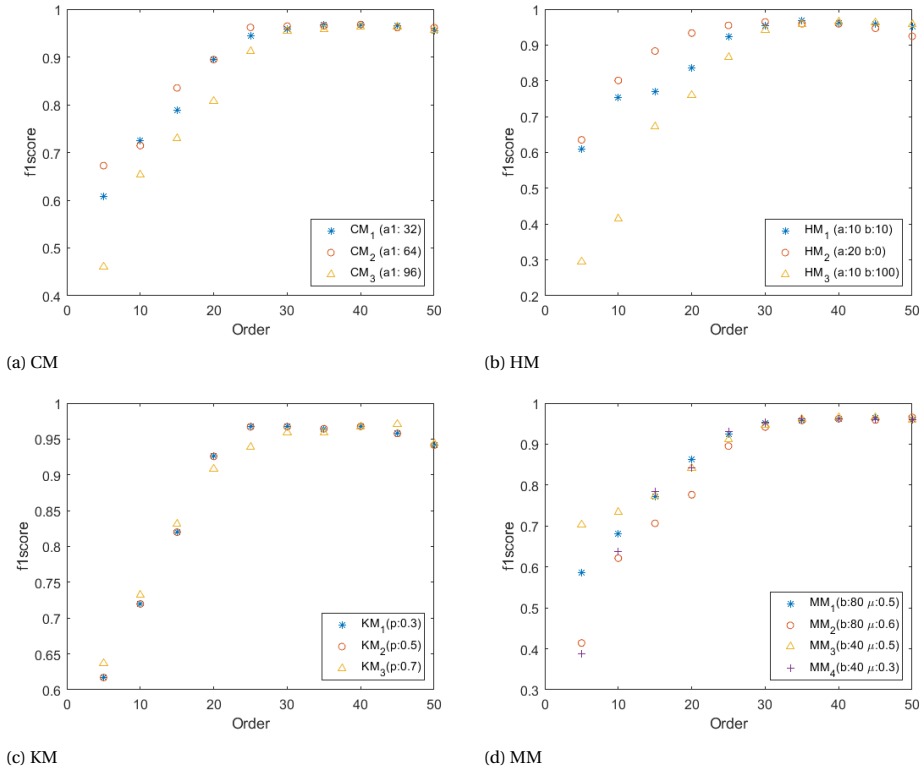 1
0.9
0.8
0.7
0.6
0.5
0.4
f1score
0 10 20 30 40 50
Order
CM1 (a1: 32)
CM2 (a1: 64)
CM3 (a1: 96)
(a) CM
1
0.9
0.8
0.7
0.6
0.5
0.4
0.3
0.2
f1score
0 10 20 30 40 50
Order
HM1 (a:10 b:10)
HM2 (a:20 b:0)
HM3 (a:10 b:100)
(b) HM
1
0.95
0.9
0.85
0.8
0.75
0.7
0.65
0.6
f1score
0 10 20 30 40 50
Order
KM1(p:0.3)
KM2(p:0.5)
KM3(p:0.7)
(c) KM
1
0.9
0.8
0.7
0.6
0.5
0.4
0.3
f1score
0 10 20 30 40 50
Order
MM1(b:80 μ:0.5)
MM2(b:80 μ:0.6)
MM3(b:40 μ:0.5)
MM4(b:40 μ:0.3)
(d) MM